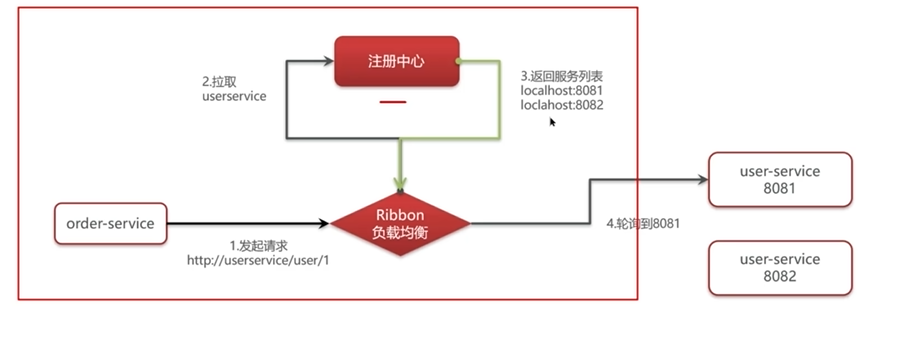 注册中心
2.拉取
userservice
3.返回服务列表
localhost:8081
loclahost:8082
order-service
1.发起请求
http://userservice/user/1
Ribbon
负载均衡
4.轮询到8081
user-service
8081
user-service
8082